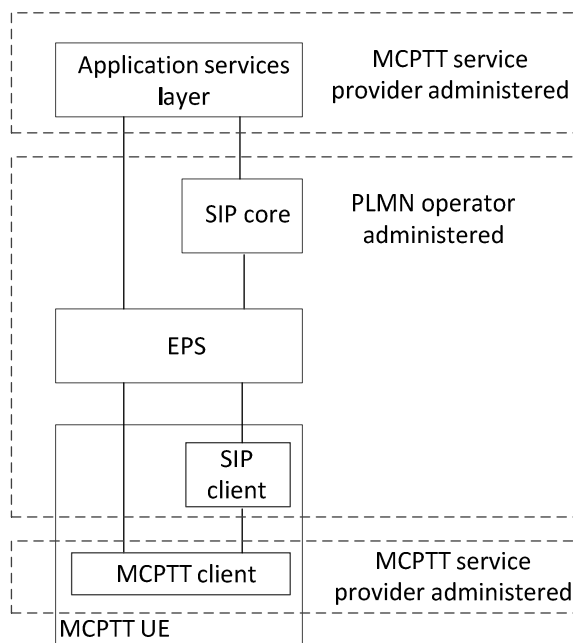 Application services
layer
MCPTT service
provider administered
SIP core
PLMN operator
administered
EPS
SIP
client
MCPTT client
MCPTT service
provider administered
MCPTT UE